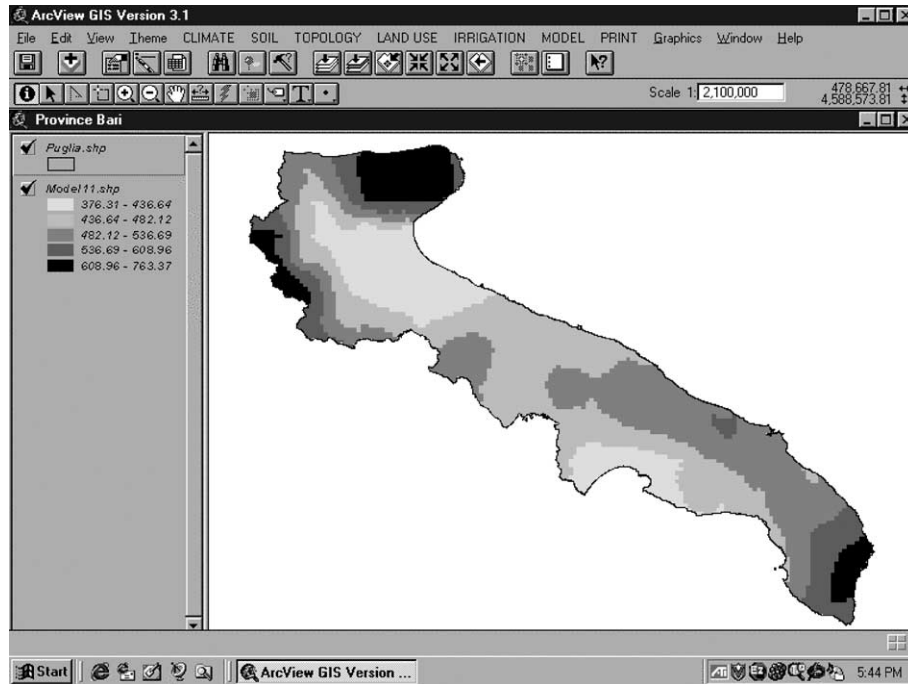 ArcView GIS Version 3.1
File Edit View Theme CLIMATE SOIL TOPOLOGY LAND USE IRRIGATION MODEL PRINT Graphics Window Help
Scale 1: 2,100,000
478,667.81
4,588,573.81
Province Bari
Puglia.shp
Model11.shp
376.31 - 436.64
436.64 - 482.12
482.12 - 536.69
536.69 - 608.96
608.96 - 763.37
Start
ArcView GIS Version ...
5:44 PM